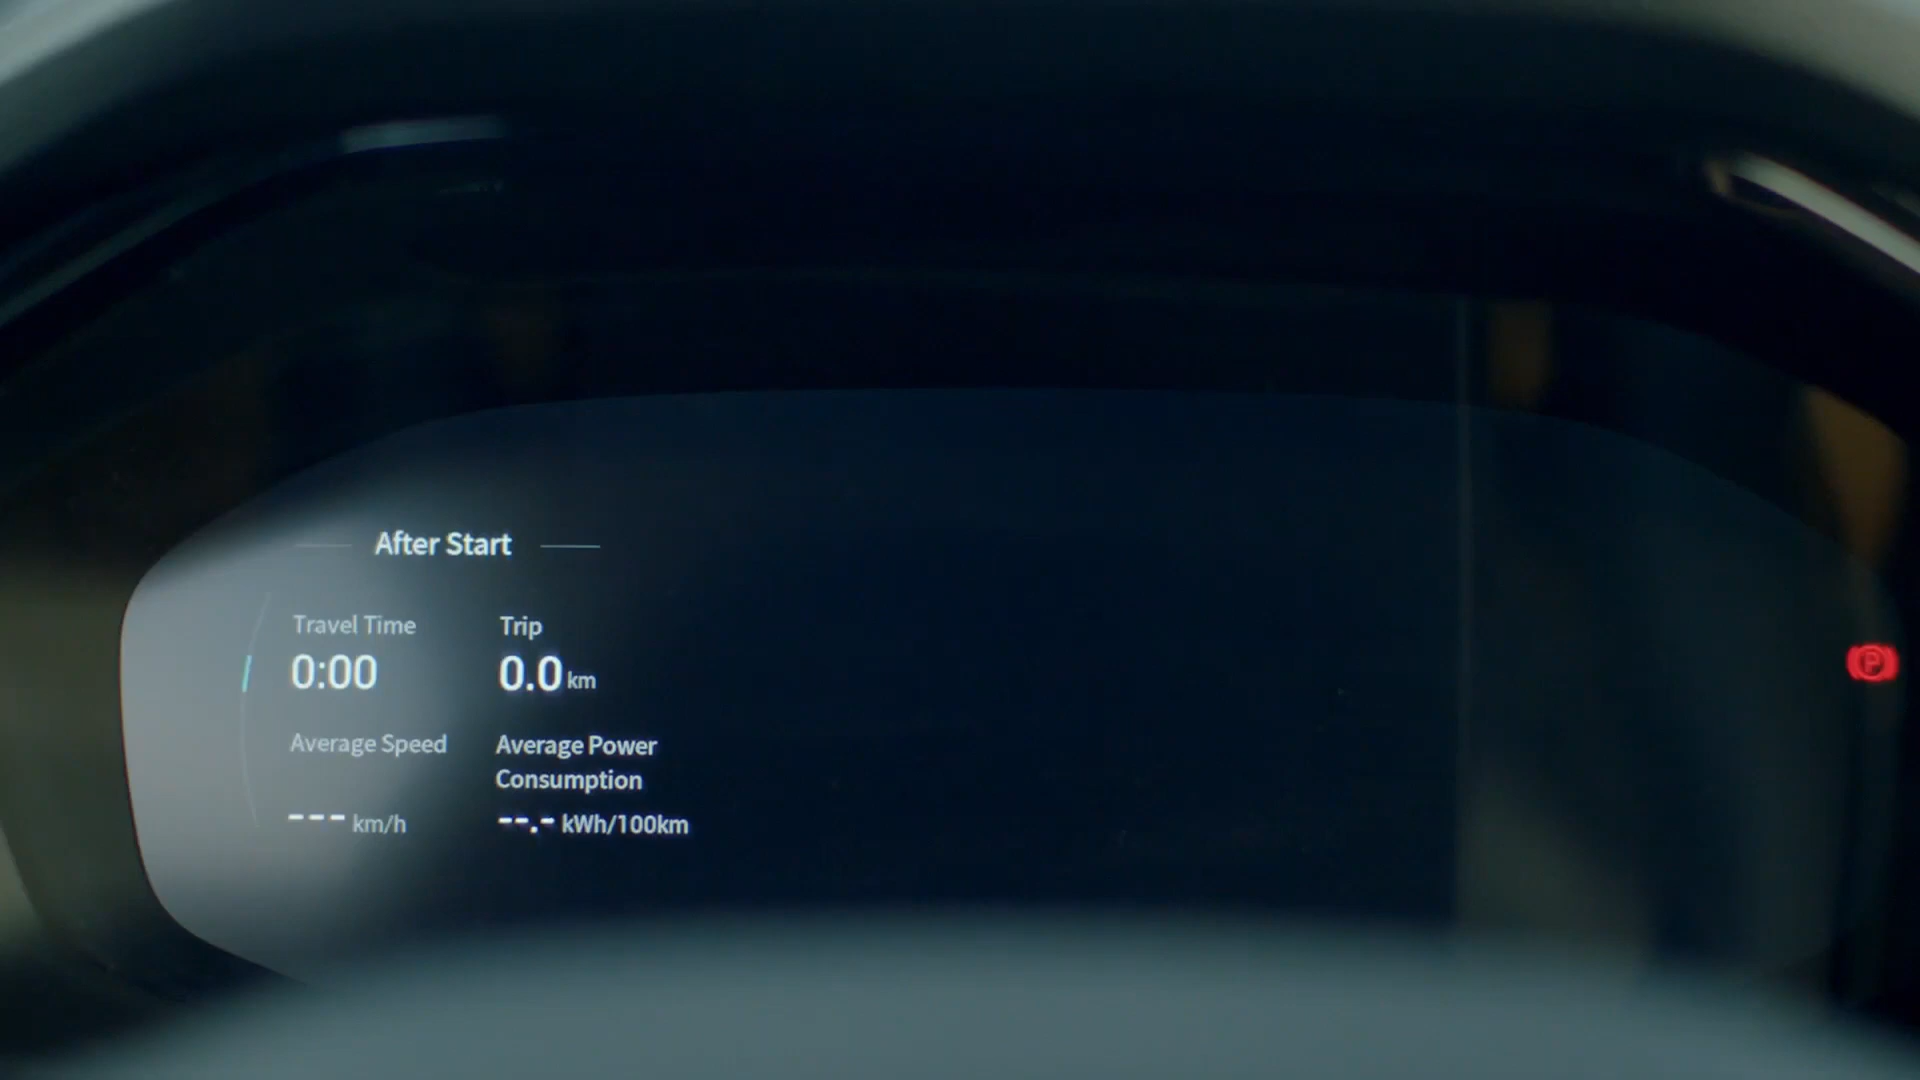 After Start
Travel Time
Trip
0:00
0.0 km
Average Speed
Average Power
Consumption
--- km/h
--.- kWh/100km
P